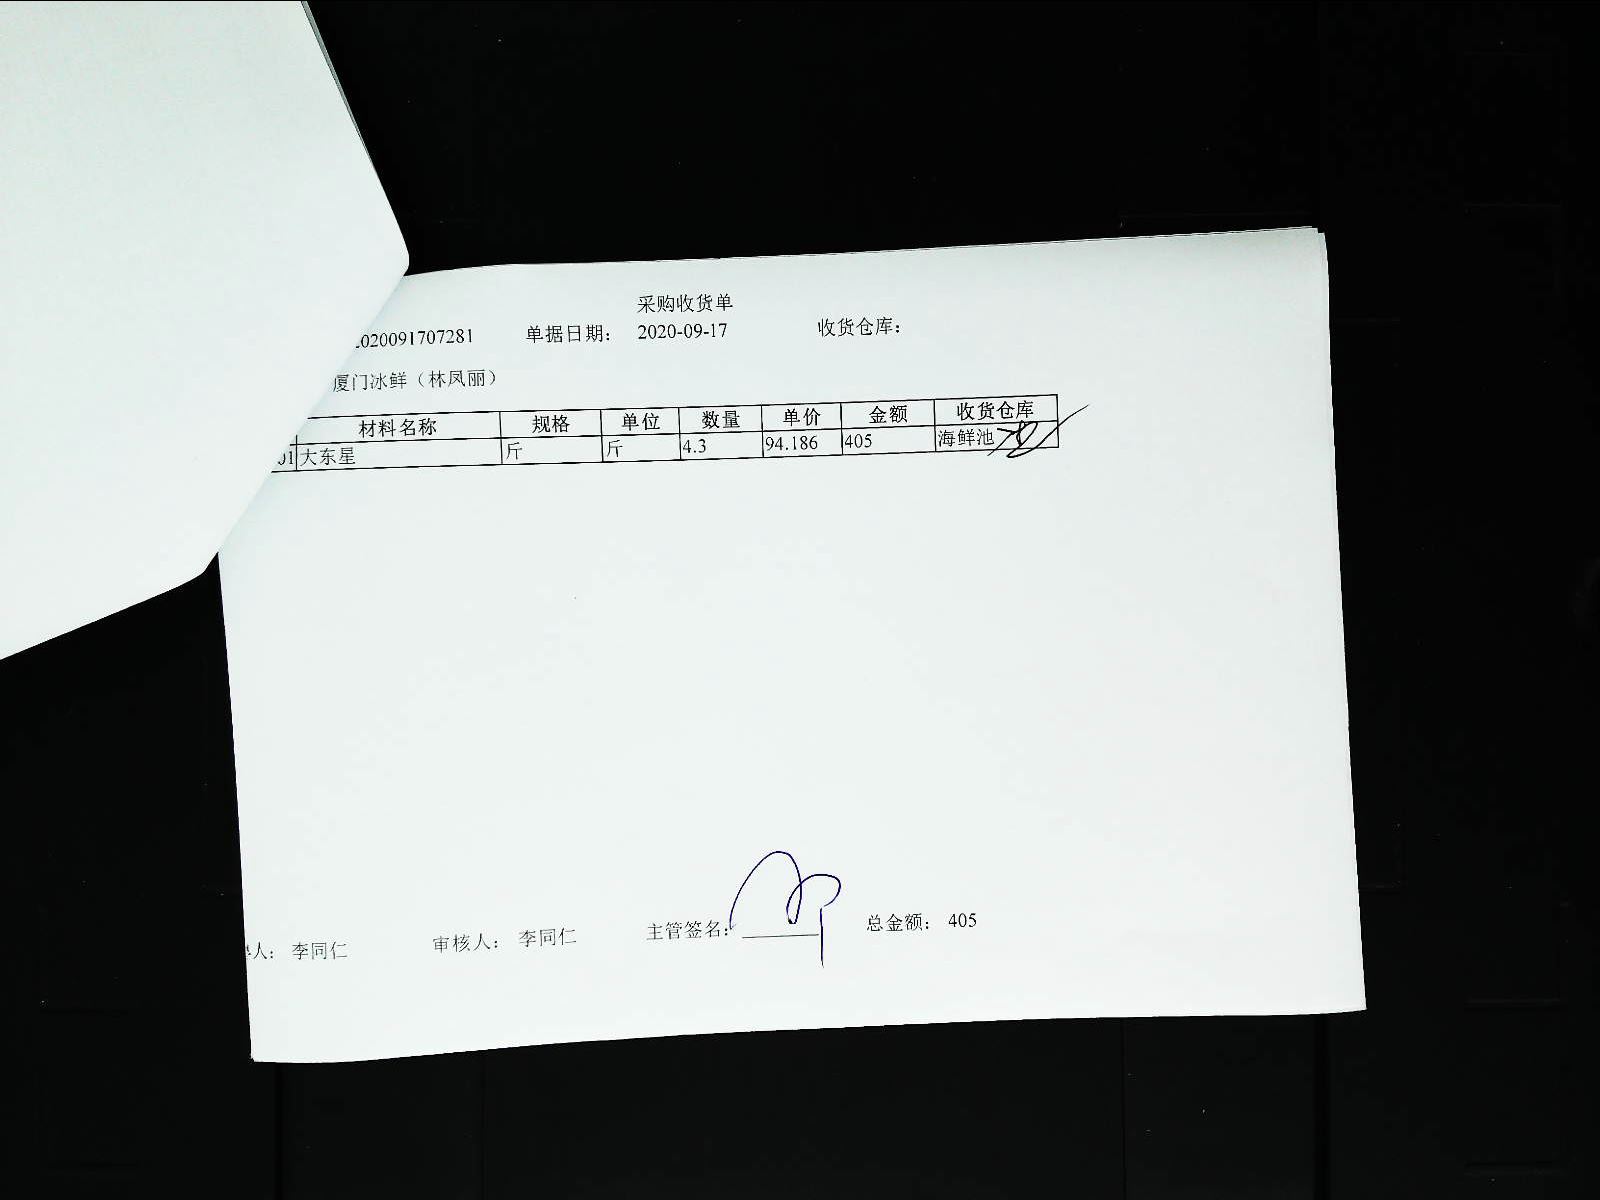 采购收货单
2020091707281 单据日期： 2020-09-17 收货仓库：
厦门冰鲜（林凤丽）
材料名称 规格 单位 数量 单价 金额 收货仓库
01 大东星 斤 斤 4.3 94.186 405 海鲜池
人： 李同仁 审核人： 李同仁 主管签名： 总金额： 405